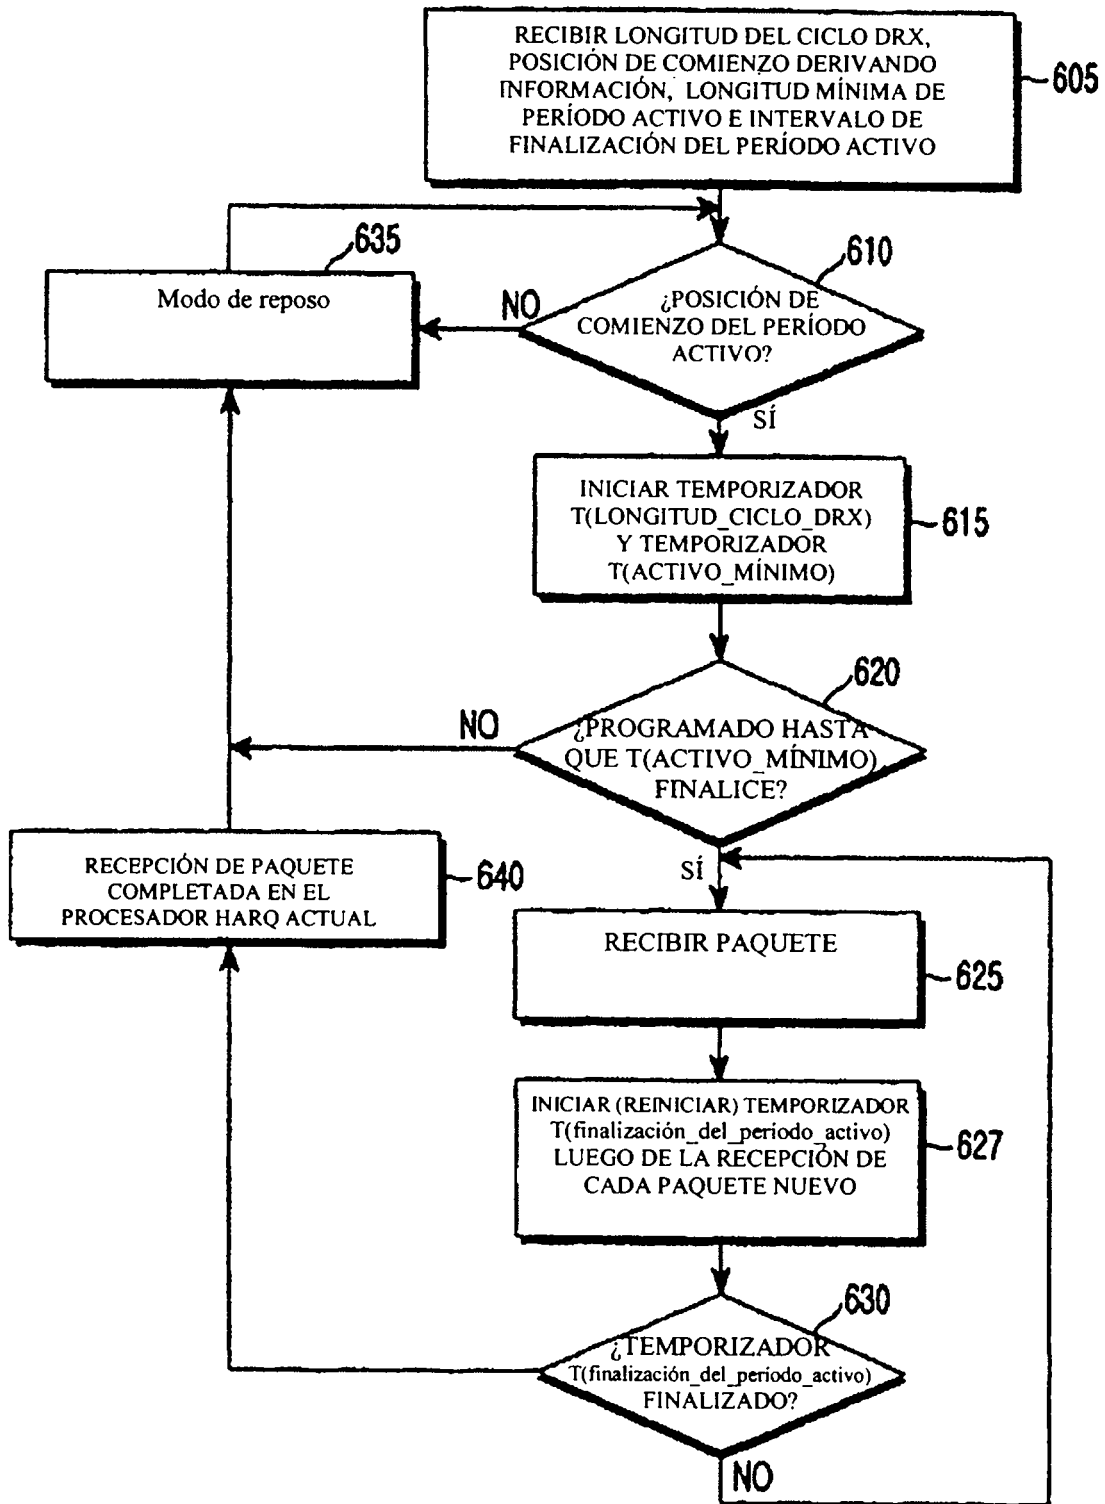 RECIBIR LONGITUD DEL CICLO DRX,
POSICIÓN DE COMIENZO DERIVANDO
INFORMACIÓN, LONGITUD MÍNIMA DE
PERÍODO ACTIVO E INTERVALO DE
FINALIZACIÓN DEL PERÍODO ACTIVO
605
635
Modo de reposo
610
NO
¿POSICIÓN DE
COMIENZO DEL PERÍODO
ACTIVO?
SÍ
INICIAR TEMPORIZADOR
T(LONGITUD_CICLO_DRX)
Y TEMPORIZADOR
T(ACTIVO_MÍNIMO)
615
620
NO
¿PROGRAMADO HASTA
QUE T(ACTIVO_MÍNIMO)
FINALICE?
SÍ
RECEPCIÓN DE PAQUETE
COMPLETADA EN EL
PROCESADOR HARQ ACTUAL
640
RECIBIR PAQUETE
625
INICIAR (REINICIAR) TEMPORIZADOR
T(finalización_del_período_activo)
LUEGO DE LA RECEPCIÓN DE
CADA PAQUETE NUEVO
627
630
¿TEMPORIZADOR
T(finalización_del_período_activo)
FINALIZADO?
NO